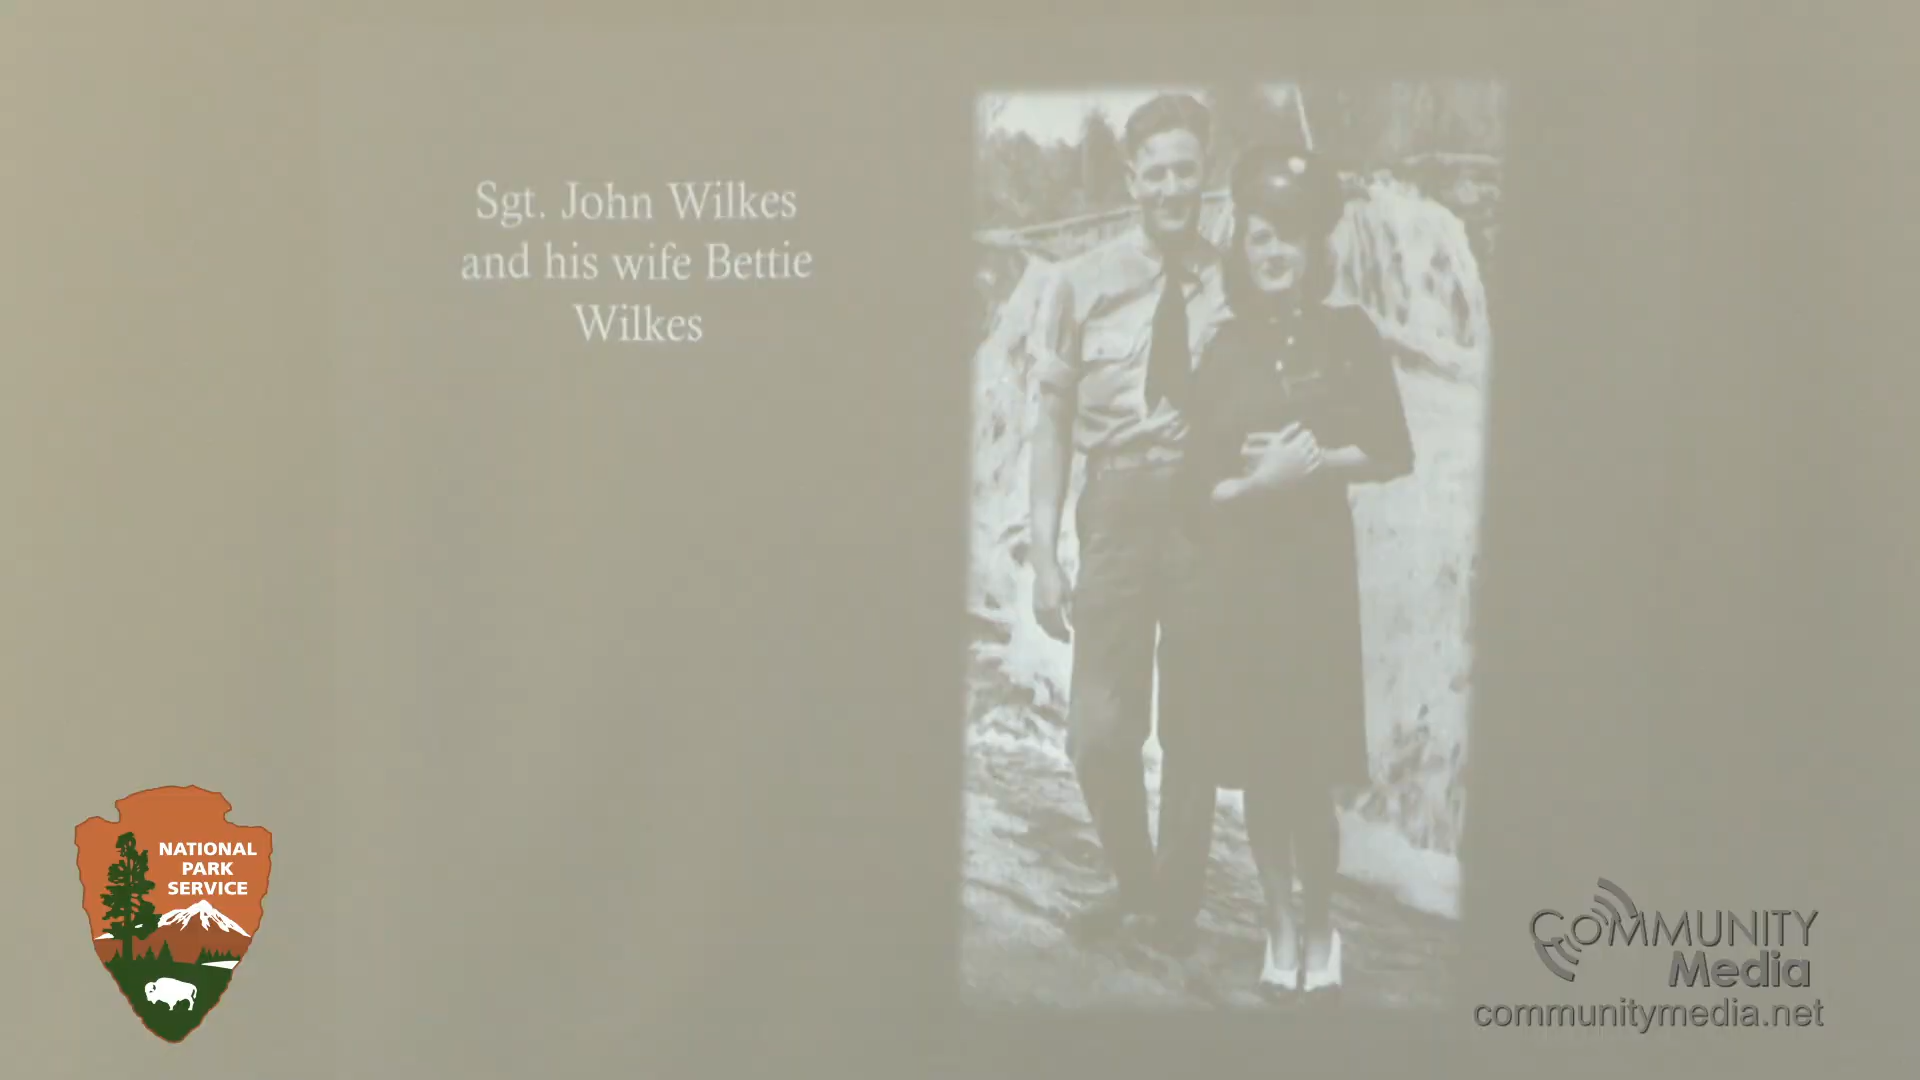 Sgt. John Wilkes
and his wife Bettie
Wilkes
NATIONAL
PARK
SERVICE
COMMUNITY
Media
communitymedia.net